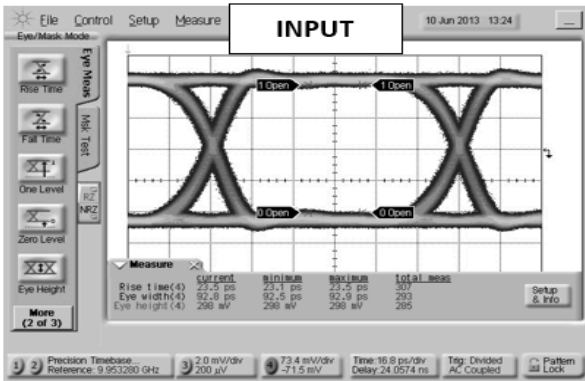 File Control Setup Measure
INPUT
10 Jun 2013 13:24
Eye/Mask Mode
Eye Meas
Rise Time
Fall Time
Msk Test
One Level
RZ
NRZ
Zero Level
Eye Height
More
(2 of 3)
1 Open 1 Open
0 Open 0 Open
Measure
current minimum maximum total meas
Rise time(4) 23.5 ps 23.1 ps 23.5 ps 307
Eye width(4) 92.8 ps 92.5 ps 92.9 ps 293
Eye height(4) 298 mV 298 mV 298 mV 285
Setup
& Info
1) 2) Precision Timebase...
Reference: 9.953280 GHz
3) 2.0 mV/div
200 µV
4) 73.4 mV/div
-71.5 mV
Time:16.8 ps/div
Delay:24.0574 ns
Trig: Divided
AC Coupled
Pattern
Lock